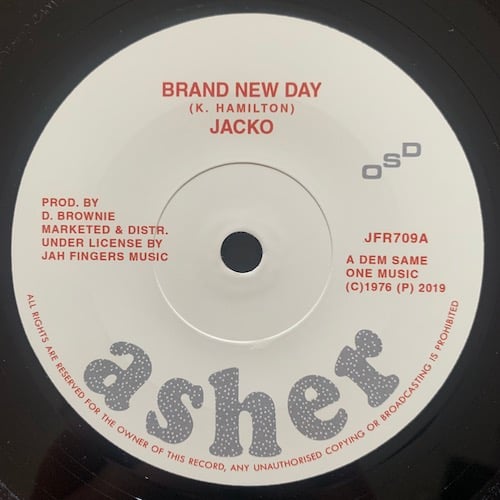 BRAND NEW DAY
(K. HAMILTON)
JACKO
OSD
PROD. BY
D. BROWNIE
MARKETED & DISTR.
UNDER LICENSE BY
JAH FINGERS MUSIC
JFR709A
A DEM SAME
ONE MUSIC
(C)1976 (P) 2019
asher
ALL RIGHTS ARE RESERVED FOR THE OWNER OF THIS RECORD, ANY UNAUTHORISED COPYING OR BROADCASTING IS PROHIBITED